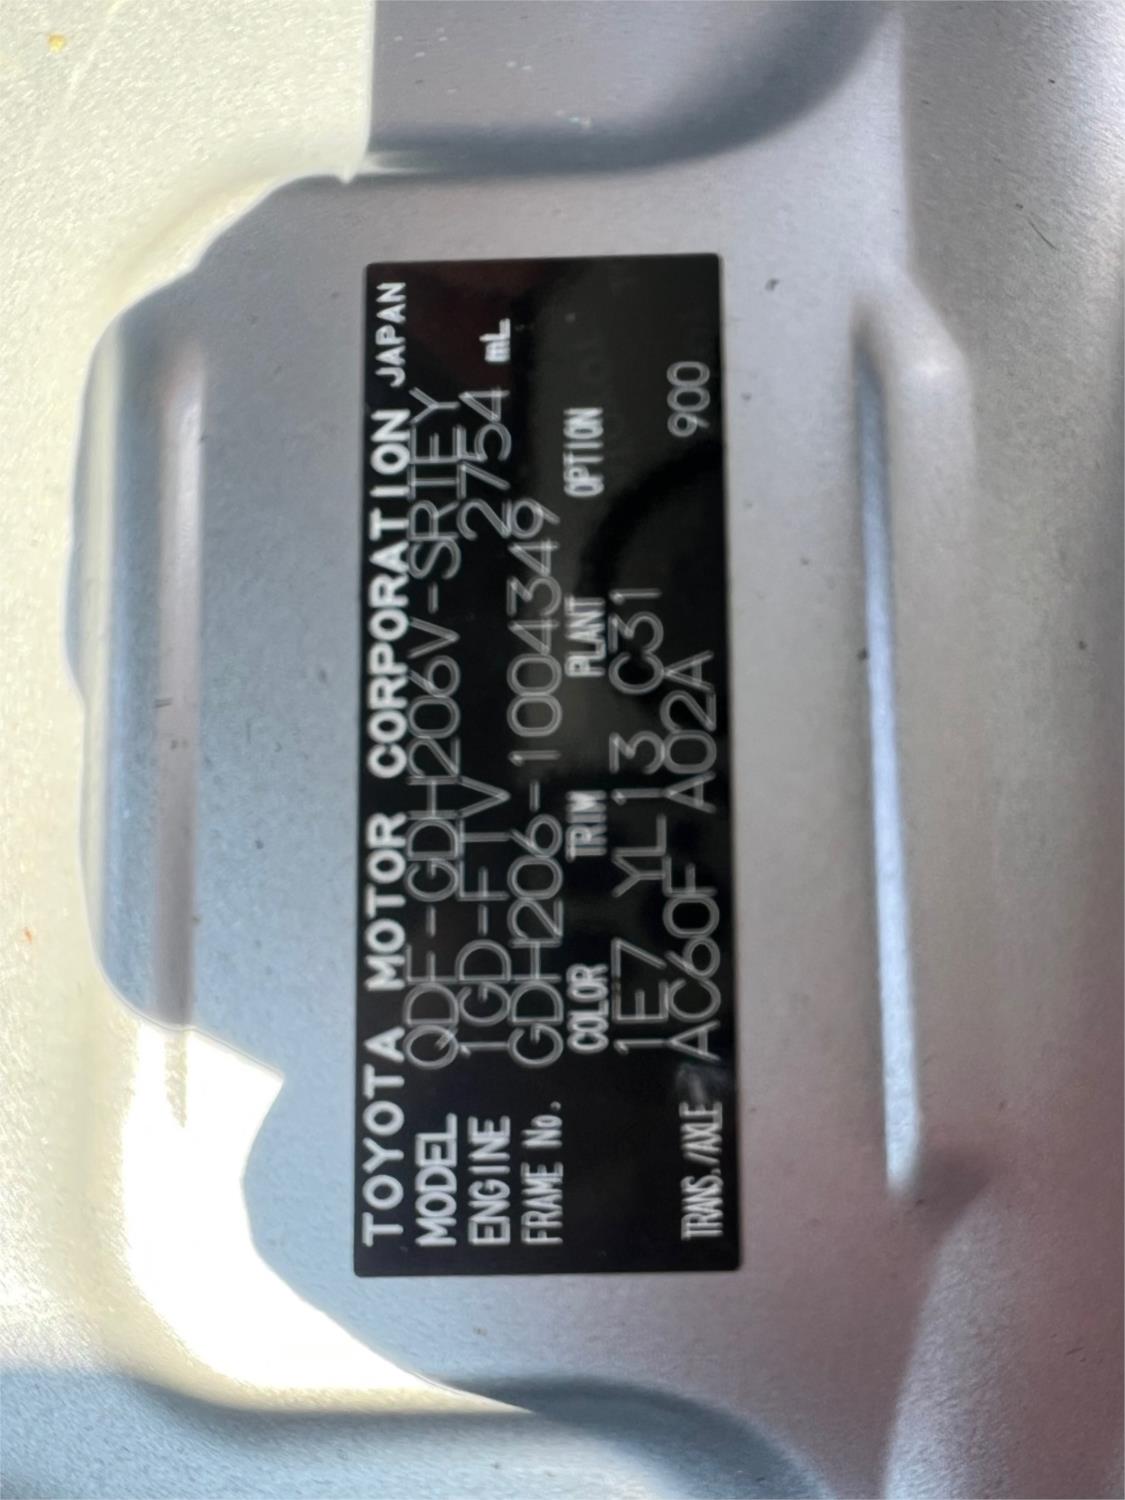 TOYOTA MOTOR CORPORATION JAPAN
MODEL QDF-GDH206V-SRTEY
ENGINE 1GD-FTV 2754 mL
FRAME No. GDH206-1004349
COLOR TRIM PLANT OPTION
1E7 YL13 C31
TRANS./AXLE AC60F A02A 900